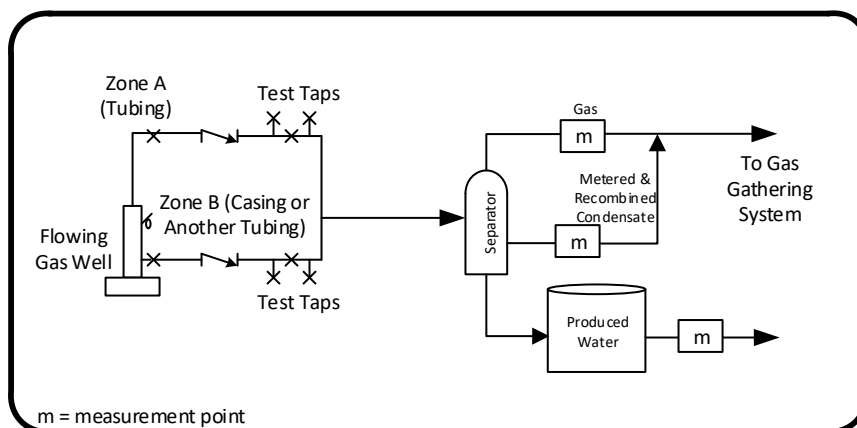 Zone A
(Tubing)
Test Taps
Gas
m
To Gas
Gathering
System
Metered &
Recombined
Condensate
Zone B (Casing or
Another Tubing)
Separator
Flowing
Gas Well
m
Test Taps
Produced
Water
m
m = measurement point